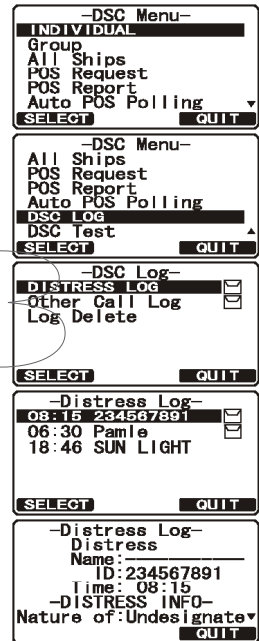 -DSC Menu-
INDIVIDUAL
Group
All Ships
POS Request
POS Report
Auto POS Polling ▼
SELECT QUIT
-DSC Menu-
All Ships
POS Request
POS Report
Auto POS Polling
DSC LOG
DSC Test ▲
SELECT QUIT
-DSC Log-
DISTRESS LOG
Other Call Log
Log Delete
SELECT QUIT
-Distress Log-
08:15 234567891
06:30 Pamle
18:46 SUN LIGHT
SELECT QUIT
-Distress Log-
Distress
Name:----------
ID:234567891
Time: 08:15
-DISTRESS INFO-
Nature of:Undesignate▼
QUIT